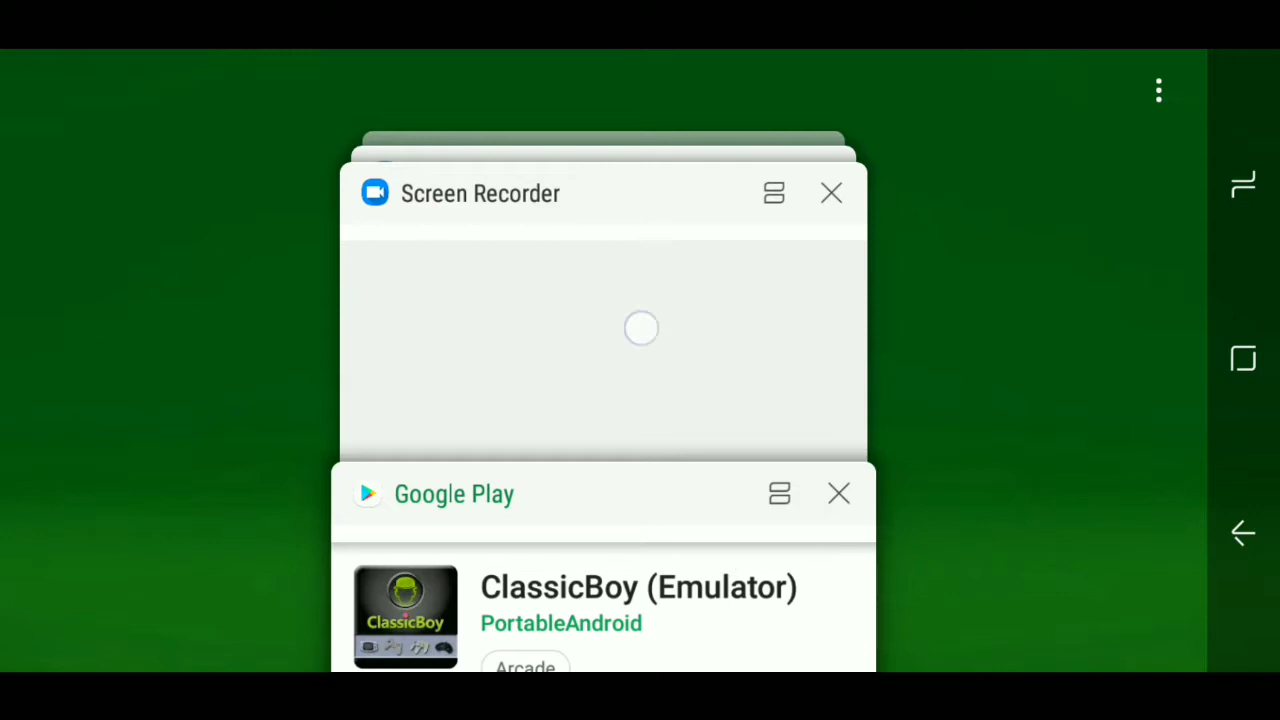 Screen Recorder
Google Play
ClassicBoy (Emulator)
ClassicBoy
PortableAndroid
Arcade